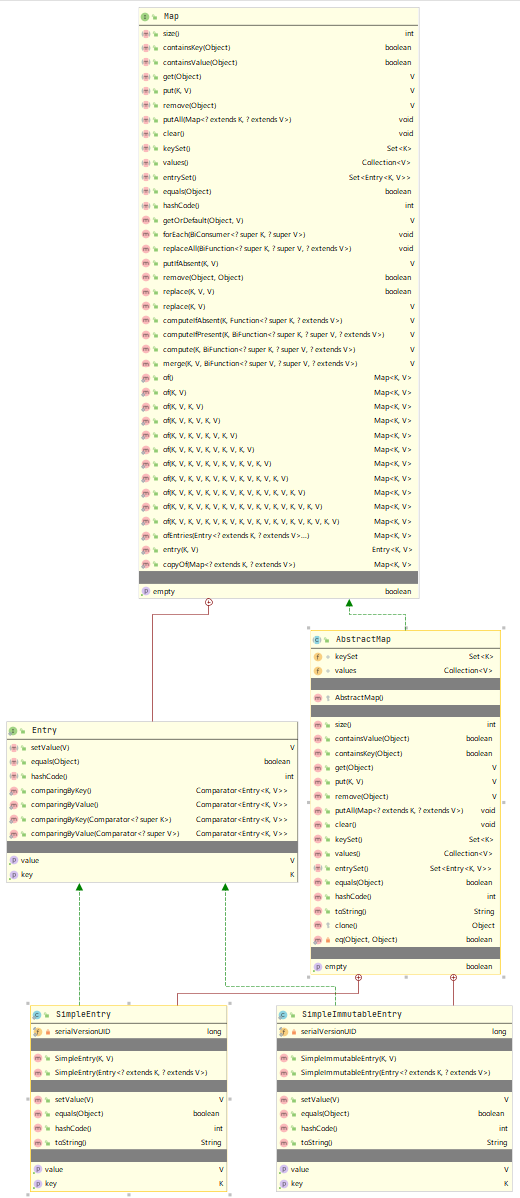 Map
size() int
containsKey(Object) boolean
containsValue(Object) boolean
get(Object) V
put(K, V) V
remove(Object) V
putAll(Map<? extends K, ? extends V>) void
clear() void
keySet() Set<K>
values() Collection<V>
entrySet() Set<Entry<K, V>>
equals(Object) boolean
hashCode() int
getOrDefault(Object, V) V
forEach(BiConsumer<? super K, ? super V>) void
replaceAll(BiFunction<? super K, ? super V, ? extends V>) void
putIfAbsent(K, V) V
remove(Object, Object) boolean
replace(K, V, V) boolean
replace(K, V) V
computeIfAbsent(K, Function<? super K, ? extends V>) V
computeIfPresent(K, BiFunction<? super K, ? super V, ? extends V>) V
compute(K, BiFunction<? super K, ? super V, ? extends V>) V
merge(K, V, BiFunction<? super V, ? super V, ? extends V>) V
of() Map<K, V>
of(K, V) Map<K, V>
of(K, V, K, V) Map<K, V>
of(K, V, K, V, K, V) Map<K, V>
of(K, V, K, V, K, V, K, V) Map<K, V>
of(K, V, K, V, K, V, K, V, K, V) Map<K, V>
of(K, V, K, V, K, V, K, V, K, V, K, V) Map<K, V>
of(K, V, K, V, K, V, K, V, K, V, K, V, K, V) Map<K, V>
of(K, V, K, V, K, V, K, V, K, V, K, V, K, V, K, V) Map<K, V>
of(K, V, K, V, K, V, K, V, K, V, K, V, K, V, K, V, K, V) Map<K, V>
of(K, V, K, V, K, V, K, V, K, V, K, V, K, V, K, V, K, V, K, V) Map<K, V>
ofEntries(Entry<? extends K, ? extends V>...) Map<K, V>
entry(K, V) Entry<K, V>
copyOf(Map<? extends K, ? extends V>) Map<K, V>
empty boolean
AbstractMap
keySet Set<K>
values Collection<V>
AbstractMap()
size() int
containsValue(Object) boolean
containsKey(Object) boolean
get(Object) V
put(K, V) V
remove(Object) V
putAll(Map<? extends K, ? extends V>) void
clear() void
keySet() Set<K>
values() Collection<V>
entrySet() Set<Entry<K, V>>
equals(Object) boolean
hashCode() int
toString() String
clone() Object
eq(Object, Object) boolean
empty boolean
Entry
setValue(V) V
equals(Object) boolean
hashCode() int
comparingByKey() Comparator<Entry<K, V>>
comparingByValue() Comparator<Entry<K, V>>
comparingByKey(Comparator<? super K>) Comparator<Entry<K, V>>
comparingByValue(Comparator<? super V>) Comparator<Entry<K, V>>
value V
key K
SimpleEntry
serialVersionUID long
SimpleEntry(K, V)
SimpleEntry(Entry<? extends K, ? extends V>)
setValue(V) V
equals(Object) boolean
hashCode() int
toString() String
value V
key K
SimpleImmutableEntry
serialVersionUID long
SimpleImmutableEntry(K, V)
SimpleImmutableEntry(Entry<? extends K, ? extends V>)
setValue(V) V
equals(Object) boolean
hashCode() int
toString() String
value V
key K